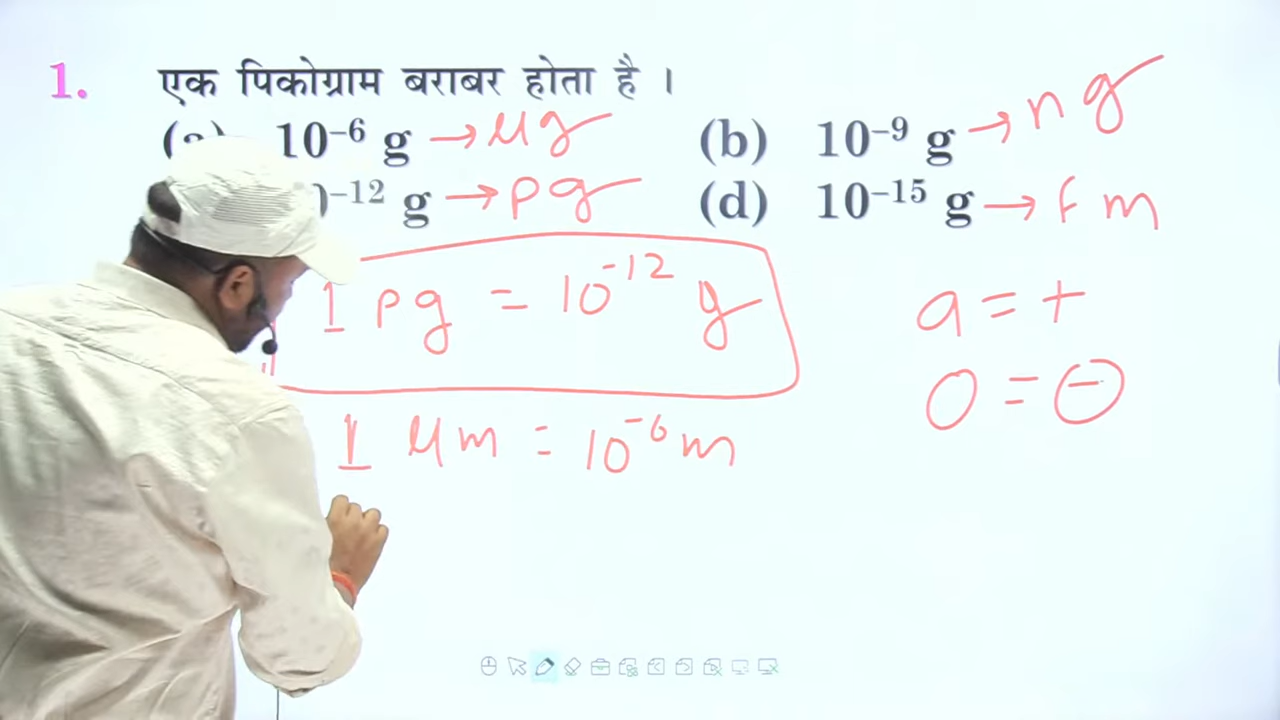 1. एक पिकोग्राम बराबर होता है ।
10⁻⁶ g → μg (b) 10⁻⁹ g → ng
⁻¹² g → pg (d) 10⁻¹⁵ g → fm
1 pg = 10⁻¹² g
a = +
0 = ⊖
1 μm = 10⁻⁶ m